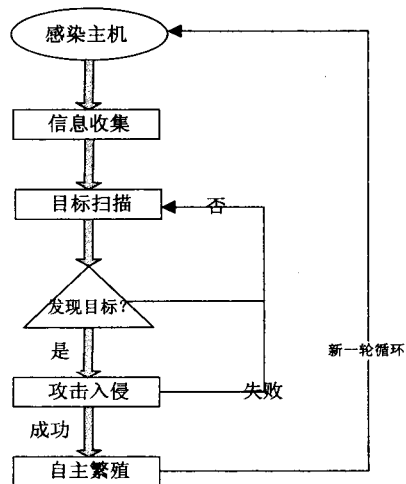 感染主机
信息收集
目标扫描
否
发现目标?
是
新一轮循环
攻击入侵
失败
成功
自主繁殖